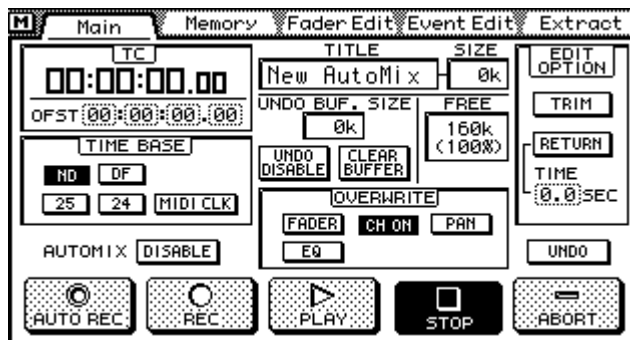 M Main Memory Fader Edit Event Edit Extract
TC
00:00:00.00
OFST 00:00:00.00
TITLE SIZE
New AutoMix 0k
EDIT
OPTION
TRIM
RETURN
TIME
0.0 SEC
UNDO BUF. SIZE FREE
0k 160k
(100%)
UNDO
DISABLE
CLEAR
BUFFER
TIME BASE
ND DF
25 24 MIDI CLK
OVERWRITE
FADER CH ON PAN
EQ
AUTOMIX DISABLE
UNDO
AUTO REC REC PLAY STOP ABORT